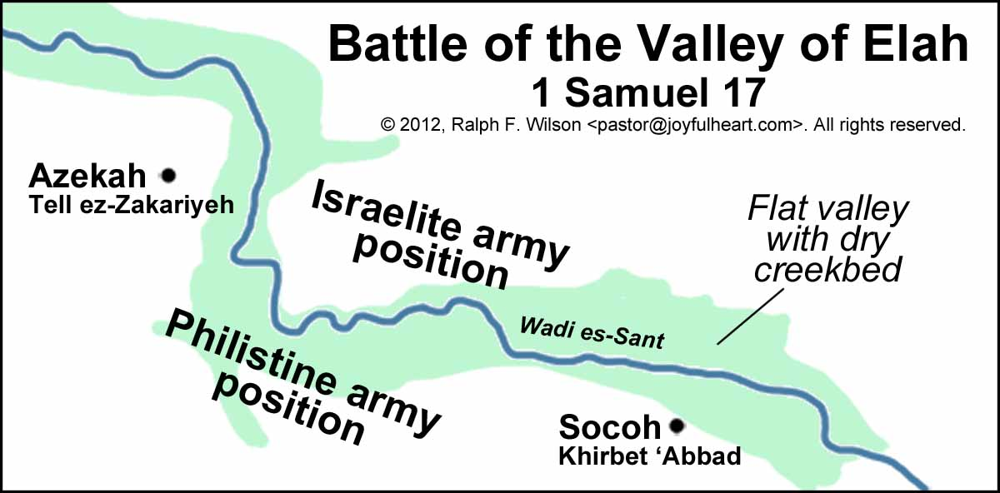 Battle of the Valley of Elah
1 Samuel 17
© 2012, Ralph F. Wilson <pastor@joyfulheart.com>. All rights reserved.
Azekah
Tell ez-Zakariyeh
Israelite army
position
Flat valley
with dry
creekbed
Philistine army
position
Wadi es-Sant
Socoh
Khirbet ‘Abbad